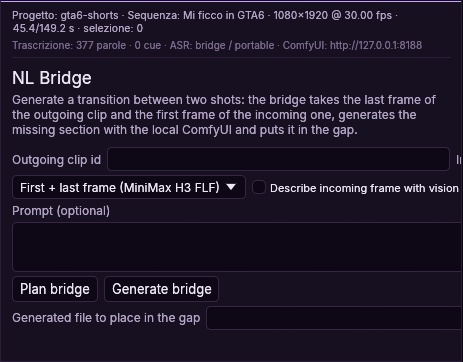 Progetto: gta6-shorts · Sequenza: Mi ficco in GTA6 · 1080×1920 @ 30.00 fps ·
45.4/149.2 s · selezione: 0
Trascrizione: 377 parole · 0 cue · ASR: bridge / portable · ComfyUI: http://127.0.0.1:8188
NL Bridge
Generate a transition between two shots: the bridge takes the last frame of
the outgoing clip and the first frame of the incoming one, generates the
missing section with the local ComfyUI and puts it in the gap.
Outgoing clip id
First + last frame (MiniMax H3 FLF) ▼ Describe incoming frame with vision
Prompt (optional)
Plan bridge Generate bridge
Generated file to place in the gap